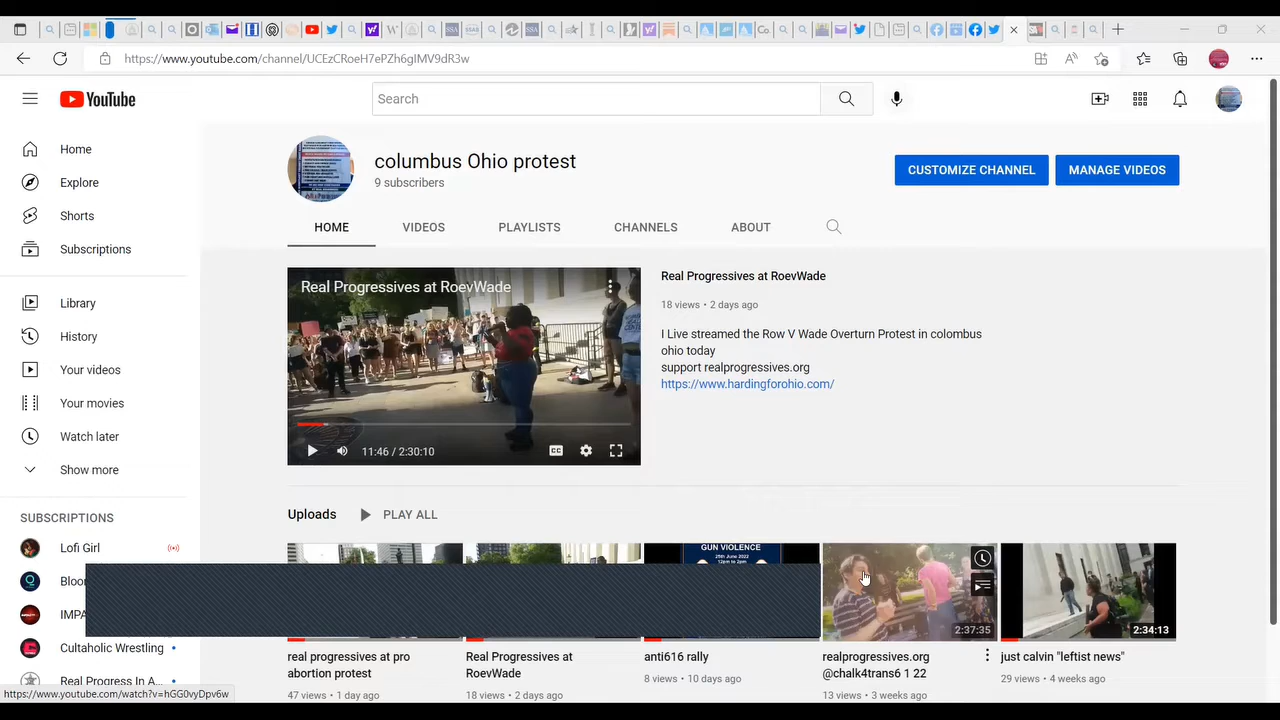 https://www.youtube.com/channel/UCEzCRoeH7ePZh6gIMV9dR3w
YouTube
Search
Home
Explore
Shorts
Subscriptions
Library
History
Your videos
Your movies
Watch later
Show more
SUBSCRIPTIONS
Lofi Girl
Bloo
IMPA
Cultaholic Wrestling
Real Progress In A...
columbus Ohio protest
9 subscribers
CUSTOMIZE CHANNEL
MANAGE VIDEOS
HOME
VIDEOS
PLAYLISTS
CHANNELS
ABOUT
Real Progressives at RoevWade
11:46 / 2:30:10
Real Progressives at RoevWade
18 views • 2 days ago
I Live streamed the Row V Wade Overturn Protest in colombus
ohio today
support realprogressives.org
https://www.hardingforohio.com/
Uploads
PLAY ALL
GUN VIOLENCE
25th June 2022
12pm to 2pm
2:37:35
2:34:13
real progressives at pro
abortion protest
47 views • 1 day ago
Real Progressives at
RoevWade
18 views • 2 days ago
anti616 rally
8 views • 10 days ago
realprogressives.org
@chalk4trans6 1 22
13 views • 3 weeks ago
just calvin "leftist news"
29 views • 4 weeks ago
https://www.youtube.com/watch?v=hGG0vyDpv6w